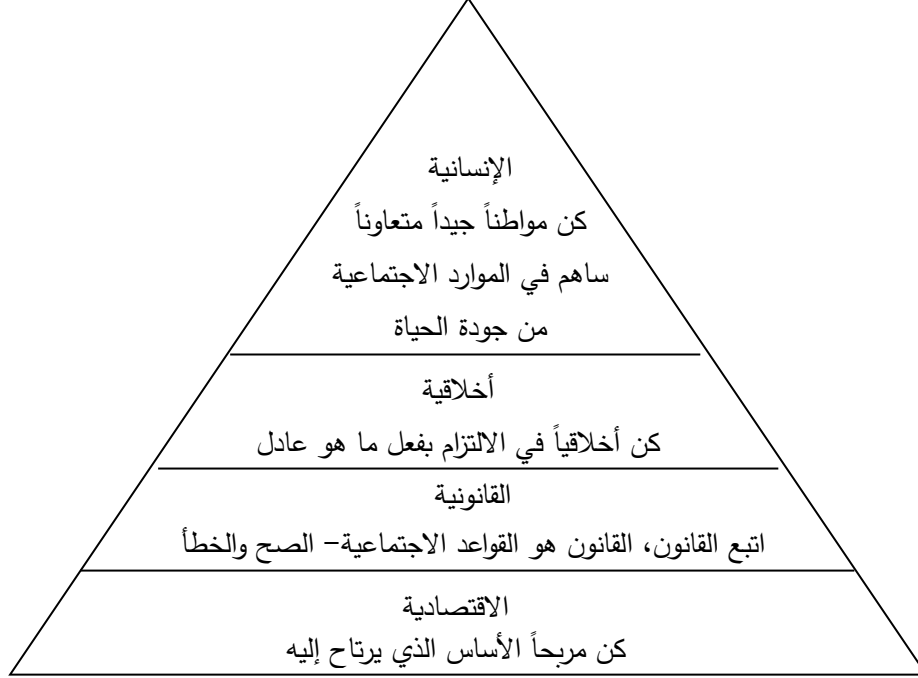 الإنسانية
كن مواطناً جيداً متعاوناً
ساهم في الموارد الاجتماعية
من جودة الحياة
أخلاقية
كن أخلاقياً في الالتزام بفعل ما هو عادل
القانونية
اتبع القانون، القانون هو القواعد الاجتماعية– الصح والخطأ
الاقتصادية
كن مربحاً الأساس الذي يرتاح إليه